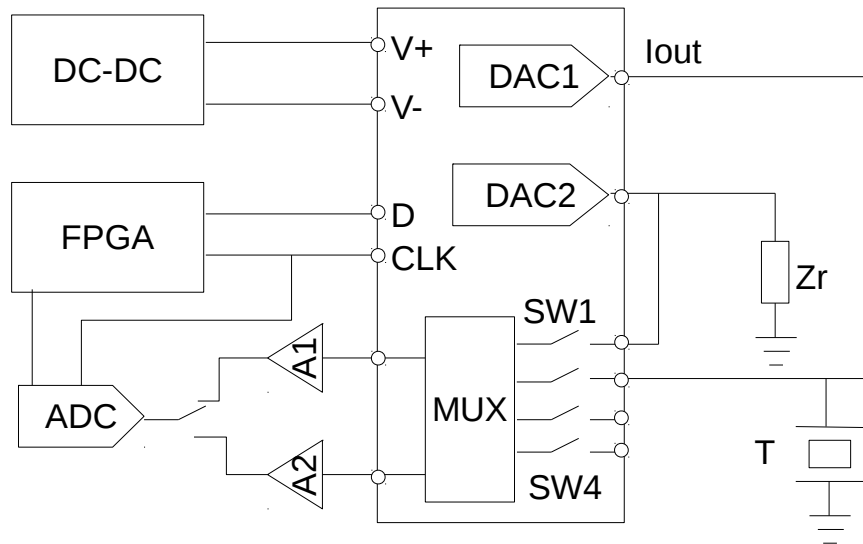 DC-DC
V+
V-
DAC1
Iout
DAC2
FPGA
D
CLK
Zr
SW1
A1
ADC
MUX
A2
SW4
T